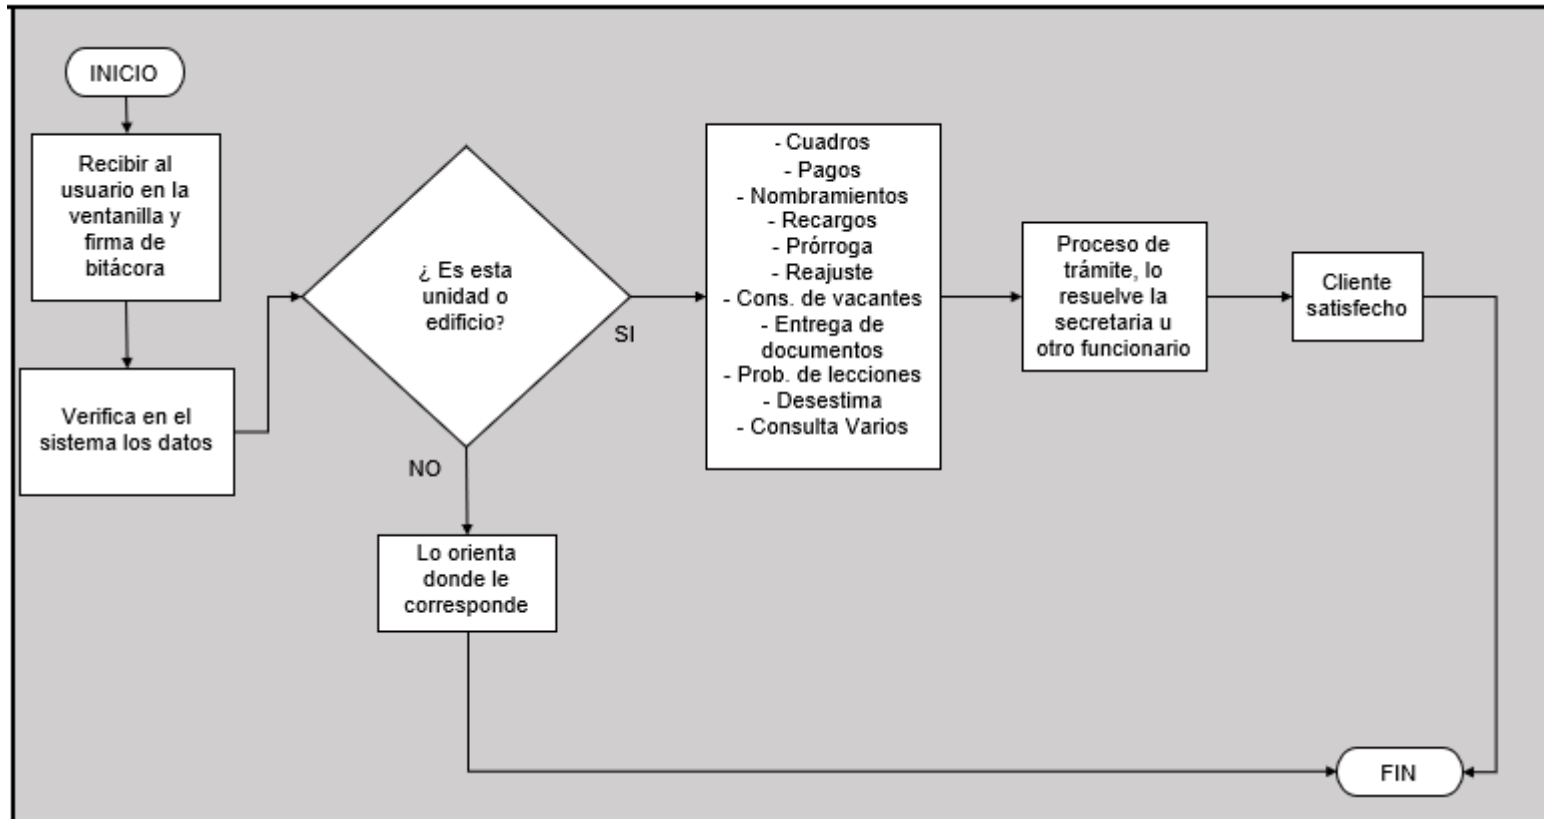 INICIO
Recibir al
usuario en la
ventanilla y
firma de
bitácora
Verifica en el
sistema los datos
¿ Es esta
unidad o
edificio?
SI
NO
Lo orienta
donde le
corresponde
- Cuadros
- Pagos
- Nombramientos
- Recargos
- Prórroga
- Reajuste
- Cons. de vacantes
- Entrega de
documentos
- Prob. de lecciones
- Desestima
- Consulta Varios
Proceso de
trámite, lo
resuelve la
secretaria u
otro funcionario
Cliente
satisfecho
FIN